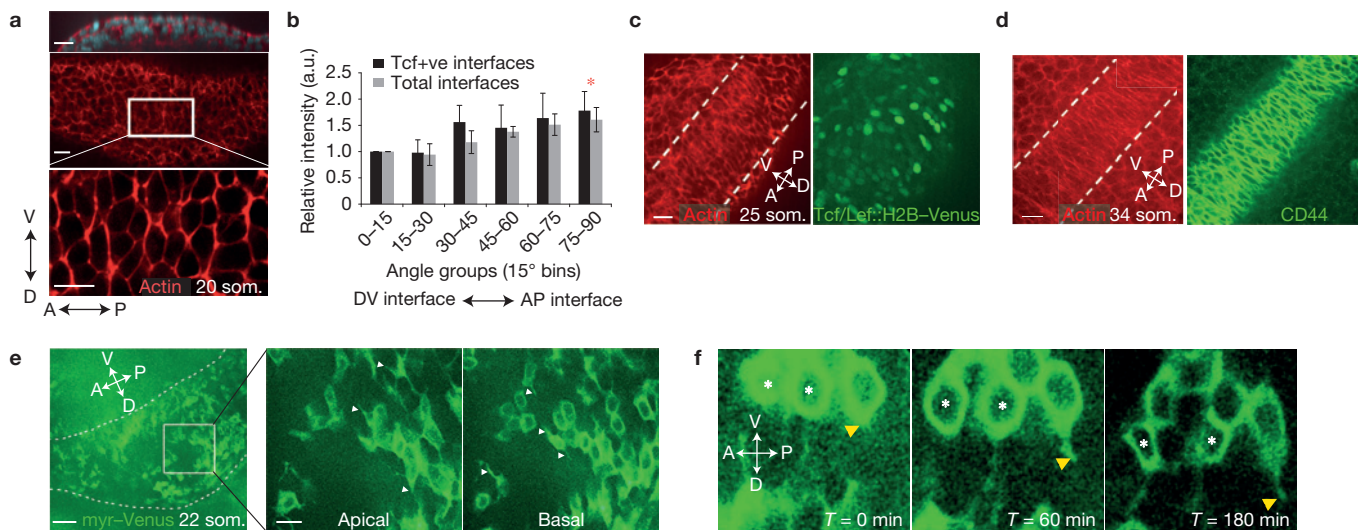 a
V
D
A P
Actin 20 som.
b
Relative intensity (a.u.)
2.5
2.0
1.5
1.0
0.5
0
Tcf+ve interfaces
Total interfaces
*
0–15
15–30
30–45
45–60
60–75
75–90
Angle groups (15° bins)
DV interface AP interface
c
V P
A D
Actin 25 som.
Tcf/Lef::H2B–Venus
d
V P
A D
Actin 34 som.
CD44
e
V
A P
D
myr–Venus 22 som.
Apical
Basal
f
* *
V
A P
D
T = 0 min
* *
T = 60 min
* *
T = 180 min